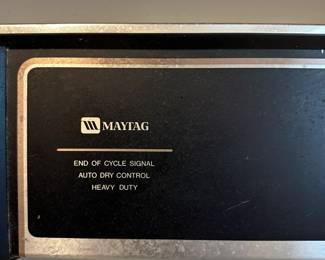 MAYTAG
END OF CYCLE SIGNAL
AUTO DRY CONTROL
HEAVY DUTY